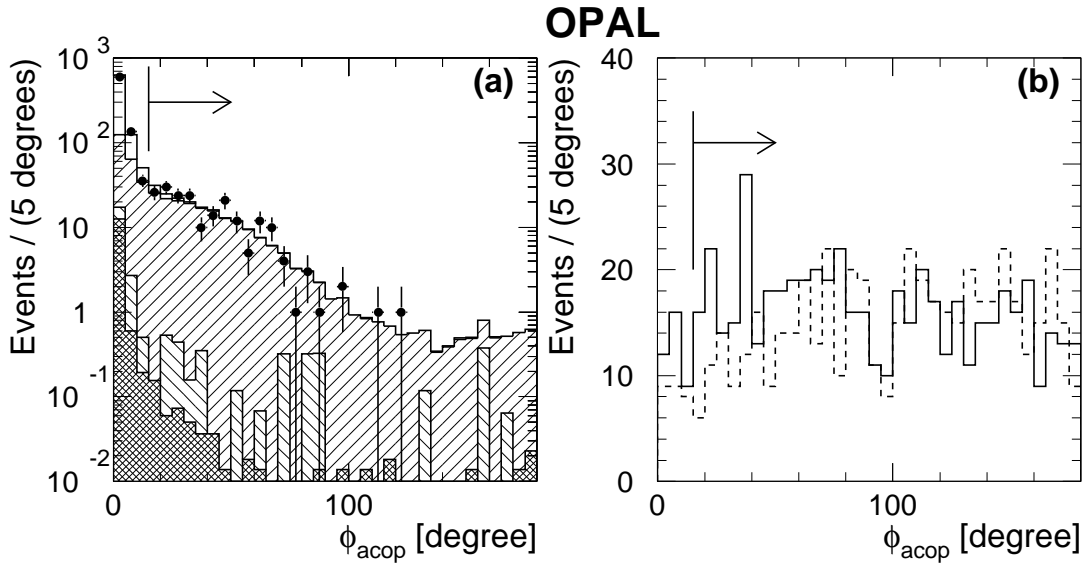 OPAL
(a)
Events / (5 degrees)
10 3
10 2
10
1
10 -1
10 -2
0
100
ϕacop [degree]
(b)
Events / (5 degrees)
40
30
20
10
0
0
100
ϕacop [degree]